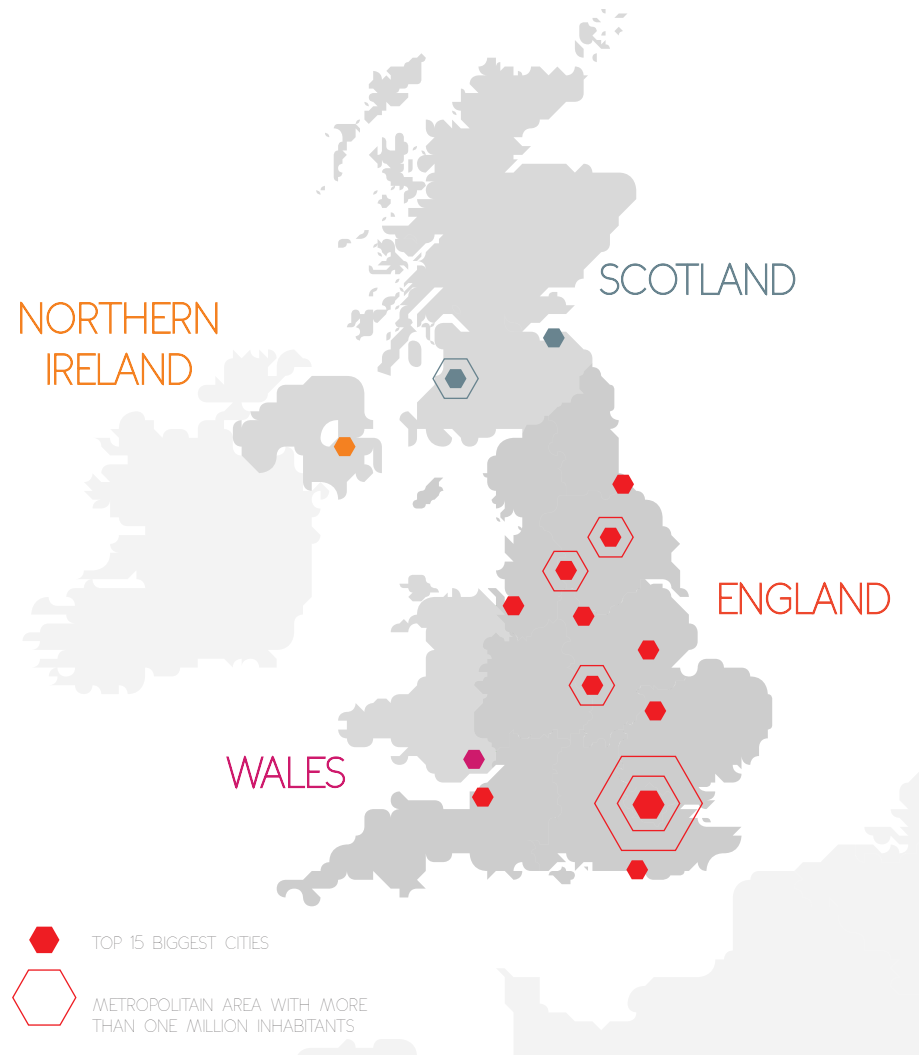 SCOTLAND
NORTHERN
IRELAND
ENGLAND
WALES
TOP 15 BIGGEST CITIES
METROPOLITAIN AREA WITH MORE
THAN ONE MILLION INHABITANTS